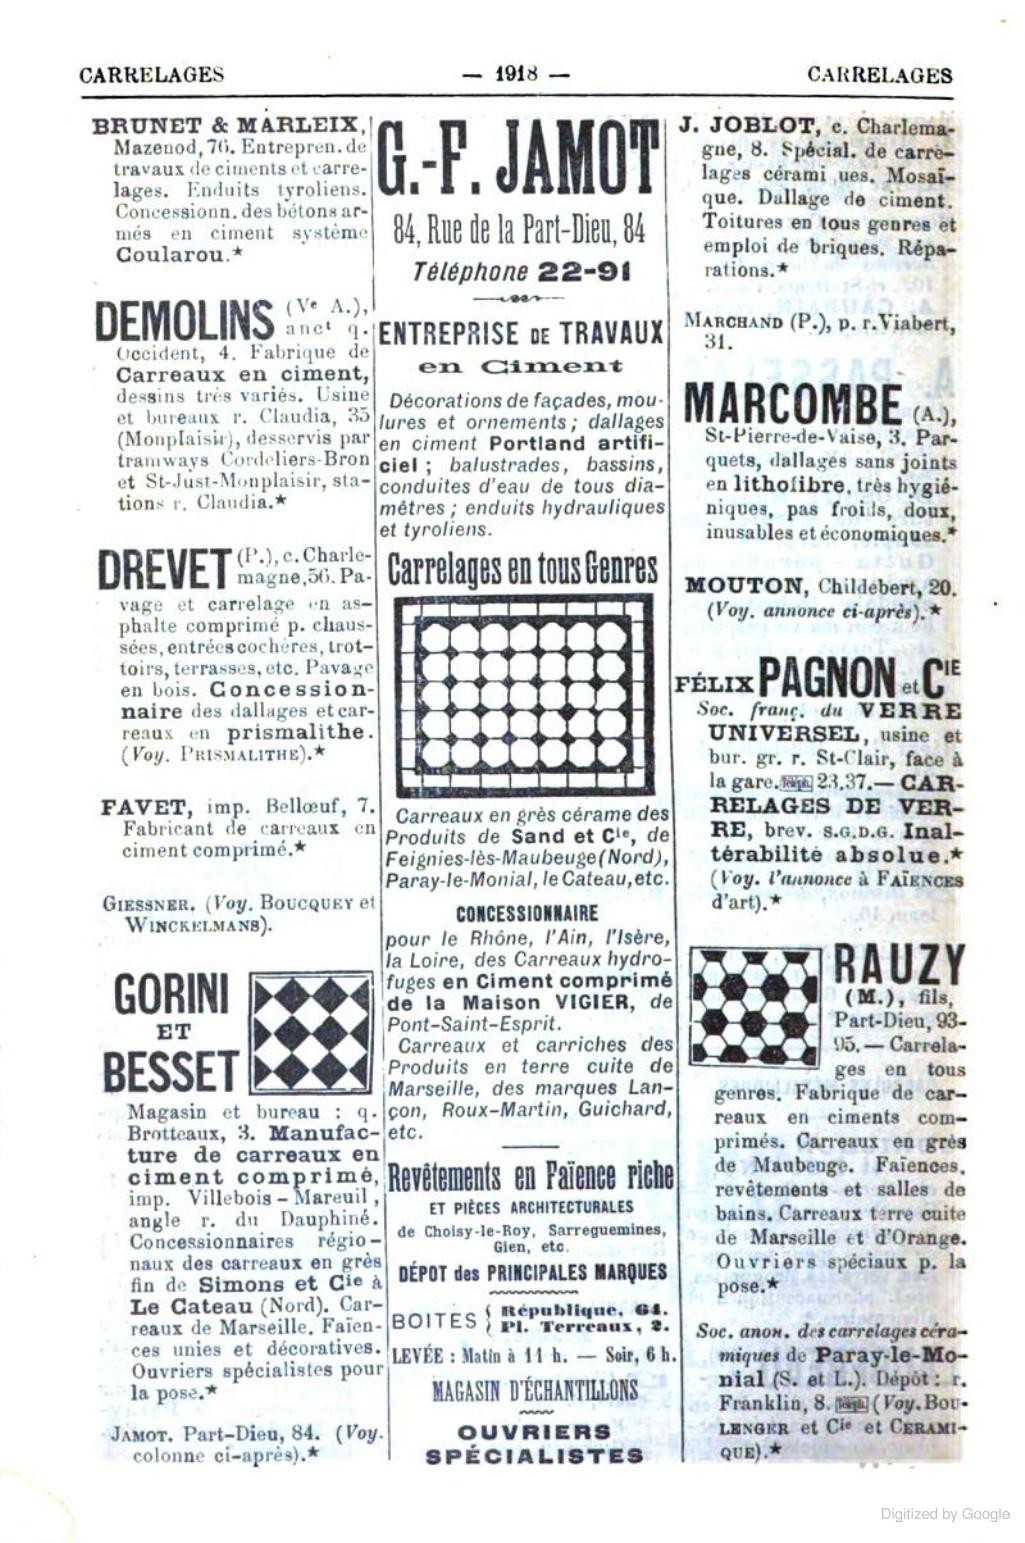 CARRELAGES — 1918 — CARRELAGES
BRUNET & MARLEIX,
Mazenod, 76. Entrepren. de
travaux de ciments et carre-
lages. Enduits tyroliens.
Concessionn. des bétons ar-
més en ciment système
Coularou.★
DEMOLINS (Vᵉ A.),
ancᵗ q.
Occident, 4. Fabrique de
Carreaux en ciment,
dessins très variés. Usine
et bureaux r. Claudia, 35
(Monplaisir), desservis par
tramways Cordeliers-Bron
et St-Just-Monplaisir, sta-
tions r. Claudia.★
DREVET (P.), c. Charle-
magne, 56. Pa-
vage et carrelage en as-
phalte comprimé p. chaus-
sées, entrées cochères, trot-
toirs, terrasses, etc. Pavage
en bois. Concession-
naire des dallages et car-
reaux en prismalithe.
(Voy. PRISMALITHE).★
FAVET, imp. Bellœuf, 7.
Fabricant de carreaux en
ciment comprimé.★
GIESSNER. (Voy. BOUCQUEY et
WINCKELMANS).
GORINI
ET
BESSET
Magasin et bureau : q.
Brotteaux, 3. Manufac-
ture de carreaux en
ciment comprimé,
imp. Villebois-Mareuil,
angle r. du Dauphiné.
Concessionnaires régio-
naux des carreaux en grès
fin de Simons et Cie à
Le Cateau (Nord). Car-
reaux de Marseille. Faïen-
ces unies et décoratives.
Ouvriers spécialistes pour
la pose.★
JAMOT. Part-Dieu, 84. (Voy.
colonne ci-après).★
G.-F. JAMOT
84, Rue de la Part-Dieu, 84
Téléphone 22-91
ENTREPRISE DE TRAVAUX
en Ciment
Décorations de façades, mou-
lures et ornements ; dallages
en ciment Portland artifi-
ciel ; balustrades, bassins,
conduites d'eau de tous dia-
mètres ; enduits hydrauliques
et tyroliens.
Carrelages en tous Genres
Carreaux en grès cérame des
Produits de Sand et Cⁱᵉ, de
Feignies-lès-Maubeuge (Nord),
Paray-le-Monial, le Cateau, etc.
CONCESSIONNAIRE
pour le Rhône, l'Ain, l'Isère,
la Loire, des Carreaux hydro-
fuges en Ciment comprimé
de la Maison VIGIER, de
Pont-Saint-Esprit.
Carreaux et carriches des
Produits en terre cuite de
Marseille, des marques Lan-
çon, Roux-Martin, Guichard,
etc.
Revêtements en Faïence riche
ET PIÈCES ARCHITECTURALES
de Choisy-le-Roy, Sarreguemines,
Gien, etc.
DÉPOT des PRINCIPALES MARQUES
BOITES { République, 61.
Pl. Terreaux, 2.
LEVÉE : Matin à 11 h. — Soir, 6 h.
MAGASIN D'ÉCHANTILLONS
OUVRIERS
SPÉCIALISTES
J. JOBLOT, c. Charlema-
gne, 8. Spécial. de carre-
lages cérami ues. Mosaï-
que. Dallage de ciment.
Toitures en tous genres et
emploi de briques. Répa-
rations.★
MARCHAND (P.), p. r. Viabert,
31.
MARCOMBE (A.),
St-Pierre-de-Vaise, 3. Par-
quets, dallages sans joints
en litholibre, très hygié-
niques, pas froids, doux,
inusables et économiques.★
MOUTON, Childebert, 20.
(Voy. annonce ci-après).★
FÉLIX PAGNON et Cⁱᴱ
Soc. franç. du VERRE
UNIVERSEL, usine et
bur. gr. r. St-Clair, face à
la gare. Téléph. 23.37. — CAR-
RELAGES DE VER-
RE, brev. S.G.D.G. Inal-
térabilité absolue.★
(Voy. l'annonce à FAÏENCES
d'art).★
RAUZY
(M.), fils,
Part-Dieu, 93-
95. — Carrela-
ges en tous
genres. Fabrique de car-
reaux en ciments com-
primés. Carreaux en grès
de Maubeuge. Faïences,
revêtements et salles de
bains. Carreaux terre cuite
de Marseille et d'Orange.
Ouvriers spéciaux p. la
pose.★
Soc. anon. des carrelages céra-
miques de Paray-le-Mo-
nial (S. et L.). Dépôt : r.
Franklin, 8. Téléph. (Voy. BOU-
LENGER et Cⁱᵉ et CERAMI-
QUE).★
Digitized by Google